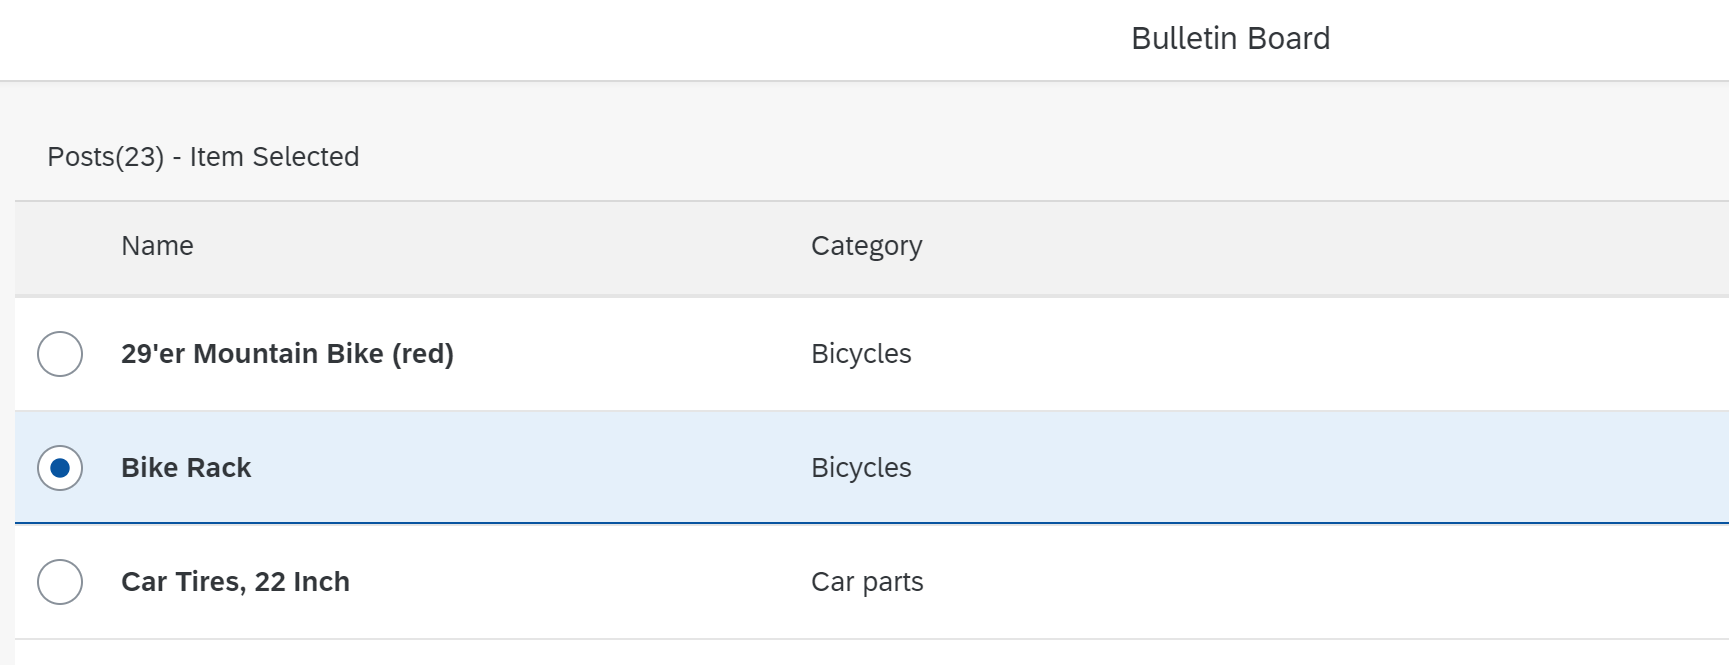 Bulletin Board
Posts(23) - Item Selected
Name Category
29'er Mountain Bike (red) Bicycles
Bike Rack Bicycles
Car Tires, 22 Inch Car parts